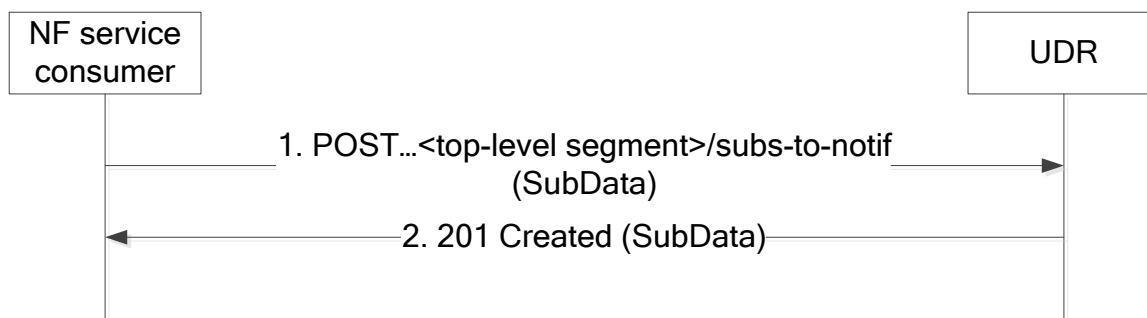 NF service
consumer
UDR
1. POST…<top-level segment>/subs-to-notif
(SubData)
2. 201 Created (SubData)